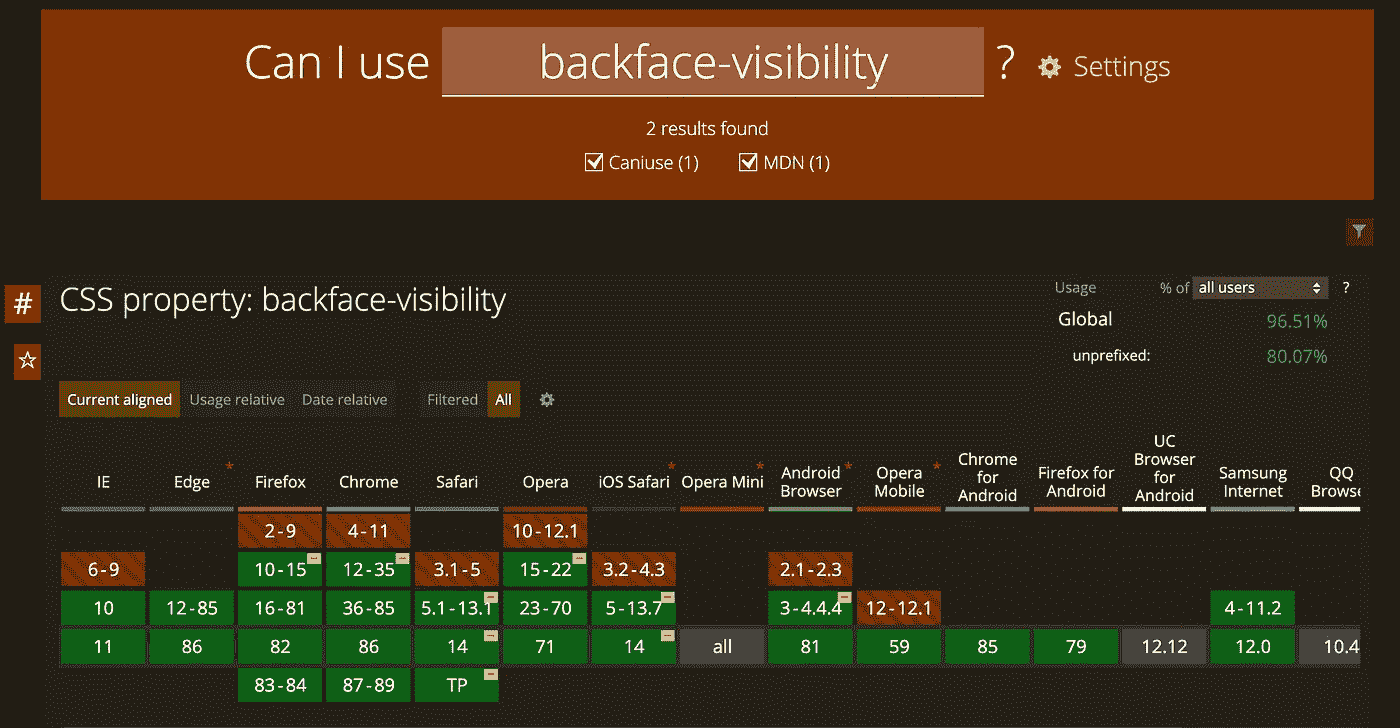 Can I use backface-visibility ? Settings
2 results found
Caniuse (1) MDN (1)
# CSS property: backface-visibility
Usage % of all users ?
Global 96.51%
unprefixed: 80.07%
Current aligned Usage relative Date relative Filtered All
IE Edge * Firefox Chrome Safari Opera iOS Safari * Opera Mini * Android Browser * Opera Mobile * Chrome for Android Firefox for Android UC Browser for Android Samsung Internet QQ Browse
2-9 4-11 10-12.1
6-9 10-15 12-35 3.1-5 15-22 3.2-4.3 2.1-2.3
10 12-85 16-81 36-85 5.1-13.1 23-70 5-13.7 3-4.4.4 12-12.1 4-11.2
11 86 82 86 14 71 14 all 81 59 85 79 12.12 12.0 10.4
83-84 87-89 TP